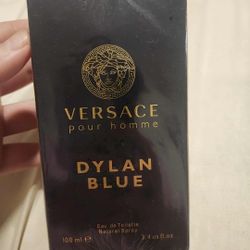 VERSACE
pour homme
DYLAN
BLUE
Eau de Toilette
Natural Spray
100 ml ℮ 3.4 fl.oz